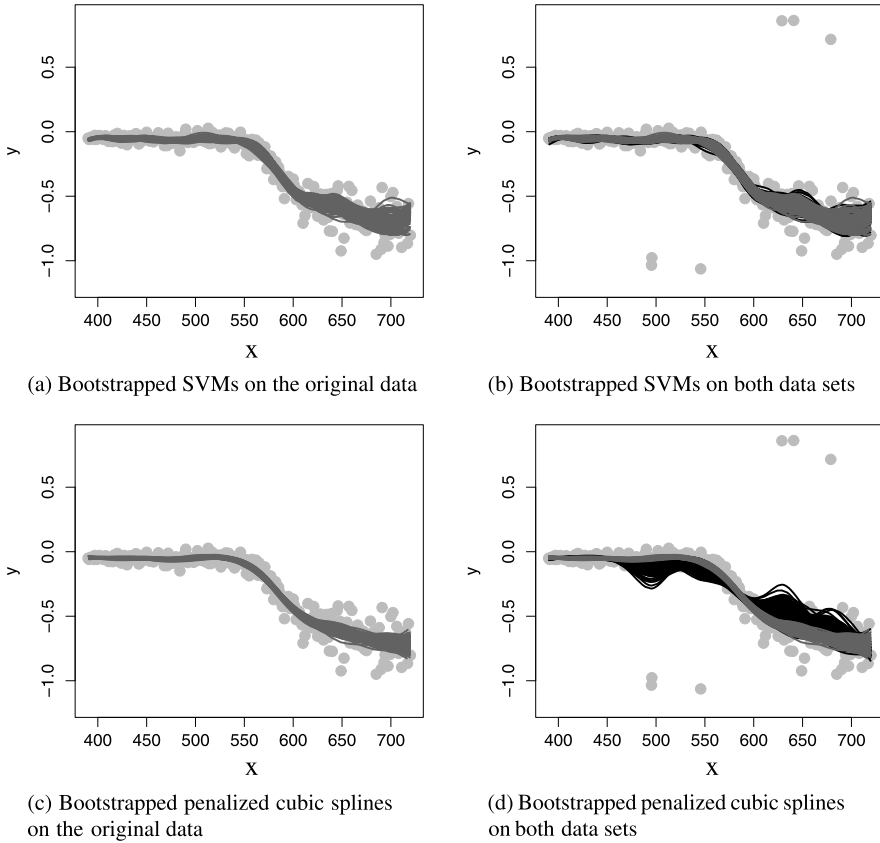 0.5
0.0
−0.5
−1.0
y
400 450 500 550 600 650 700
x
(a) Bootstrapped SVMs on the original data
0.5
0.0
−0.5
−1.0
y
400 450 500 550 600 650 700
x
(b) Bootstrapped SVMs on both data sets
0.5
0.0
−0.5
−1.0
y
400 450 500 550 600 650 700
x
(c) Bootstrapped penalized cubic splines
on the original data
0.5
0.0
−0.5
−1.0
y
400 450 500 550 600 650 700
x
(d) Bootstrapped penalized cubic splines
on both data sets